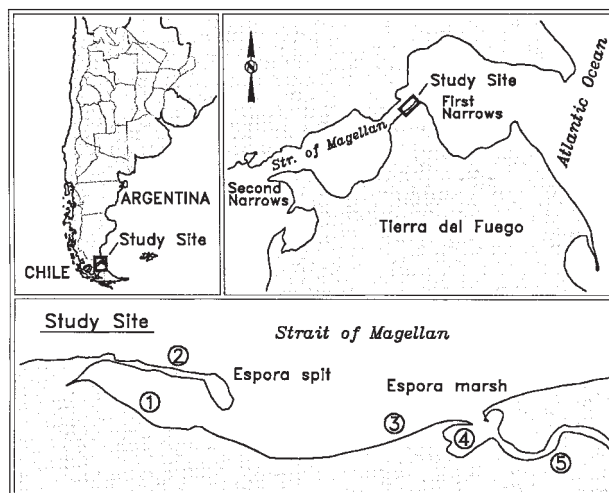 ARGENTINA
Study Site
CHILE
N
Study Site
First
Narrows
Str. of Magellan
Second
Narrows
Tierra del Fuego
Atlantic Ocean
Study Site
Strait of Magellan
Espora spit
Espora marsh
1
2
3
4
5